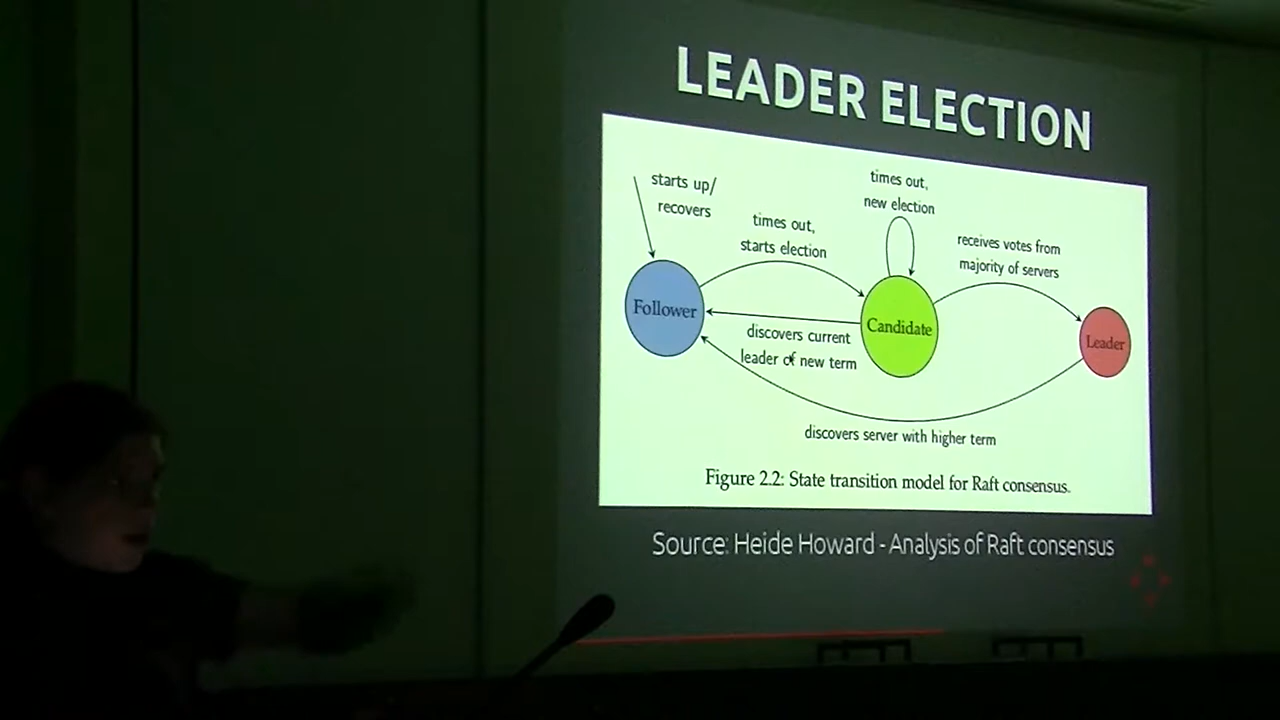 LEADER ELECTION
starts up/
recovers
times out,
starts election
times out,
new election
receives votes from
majority of servers
Follower
Candidate
Leader
discovers current
leader of new term
discovers server with higher term
Figure 2.2: State transition model for Raft consensus.
Source: Heide Howard - Analysis of Raft consensus